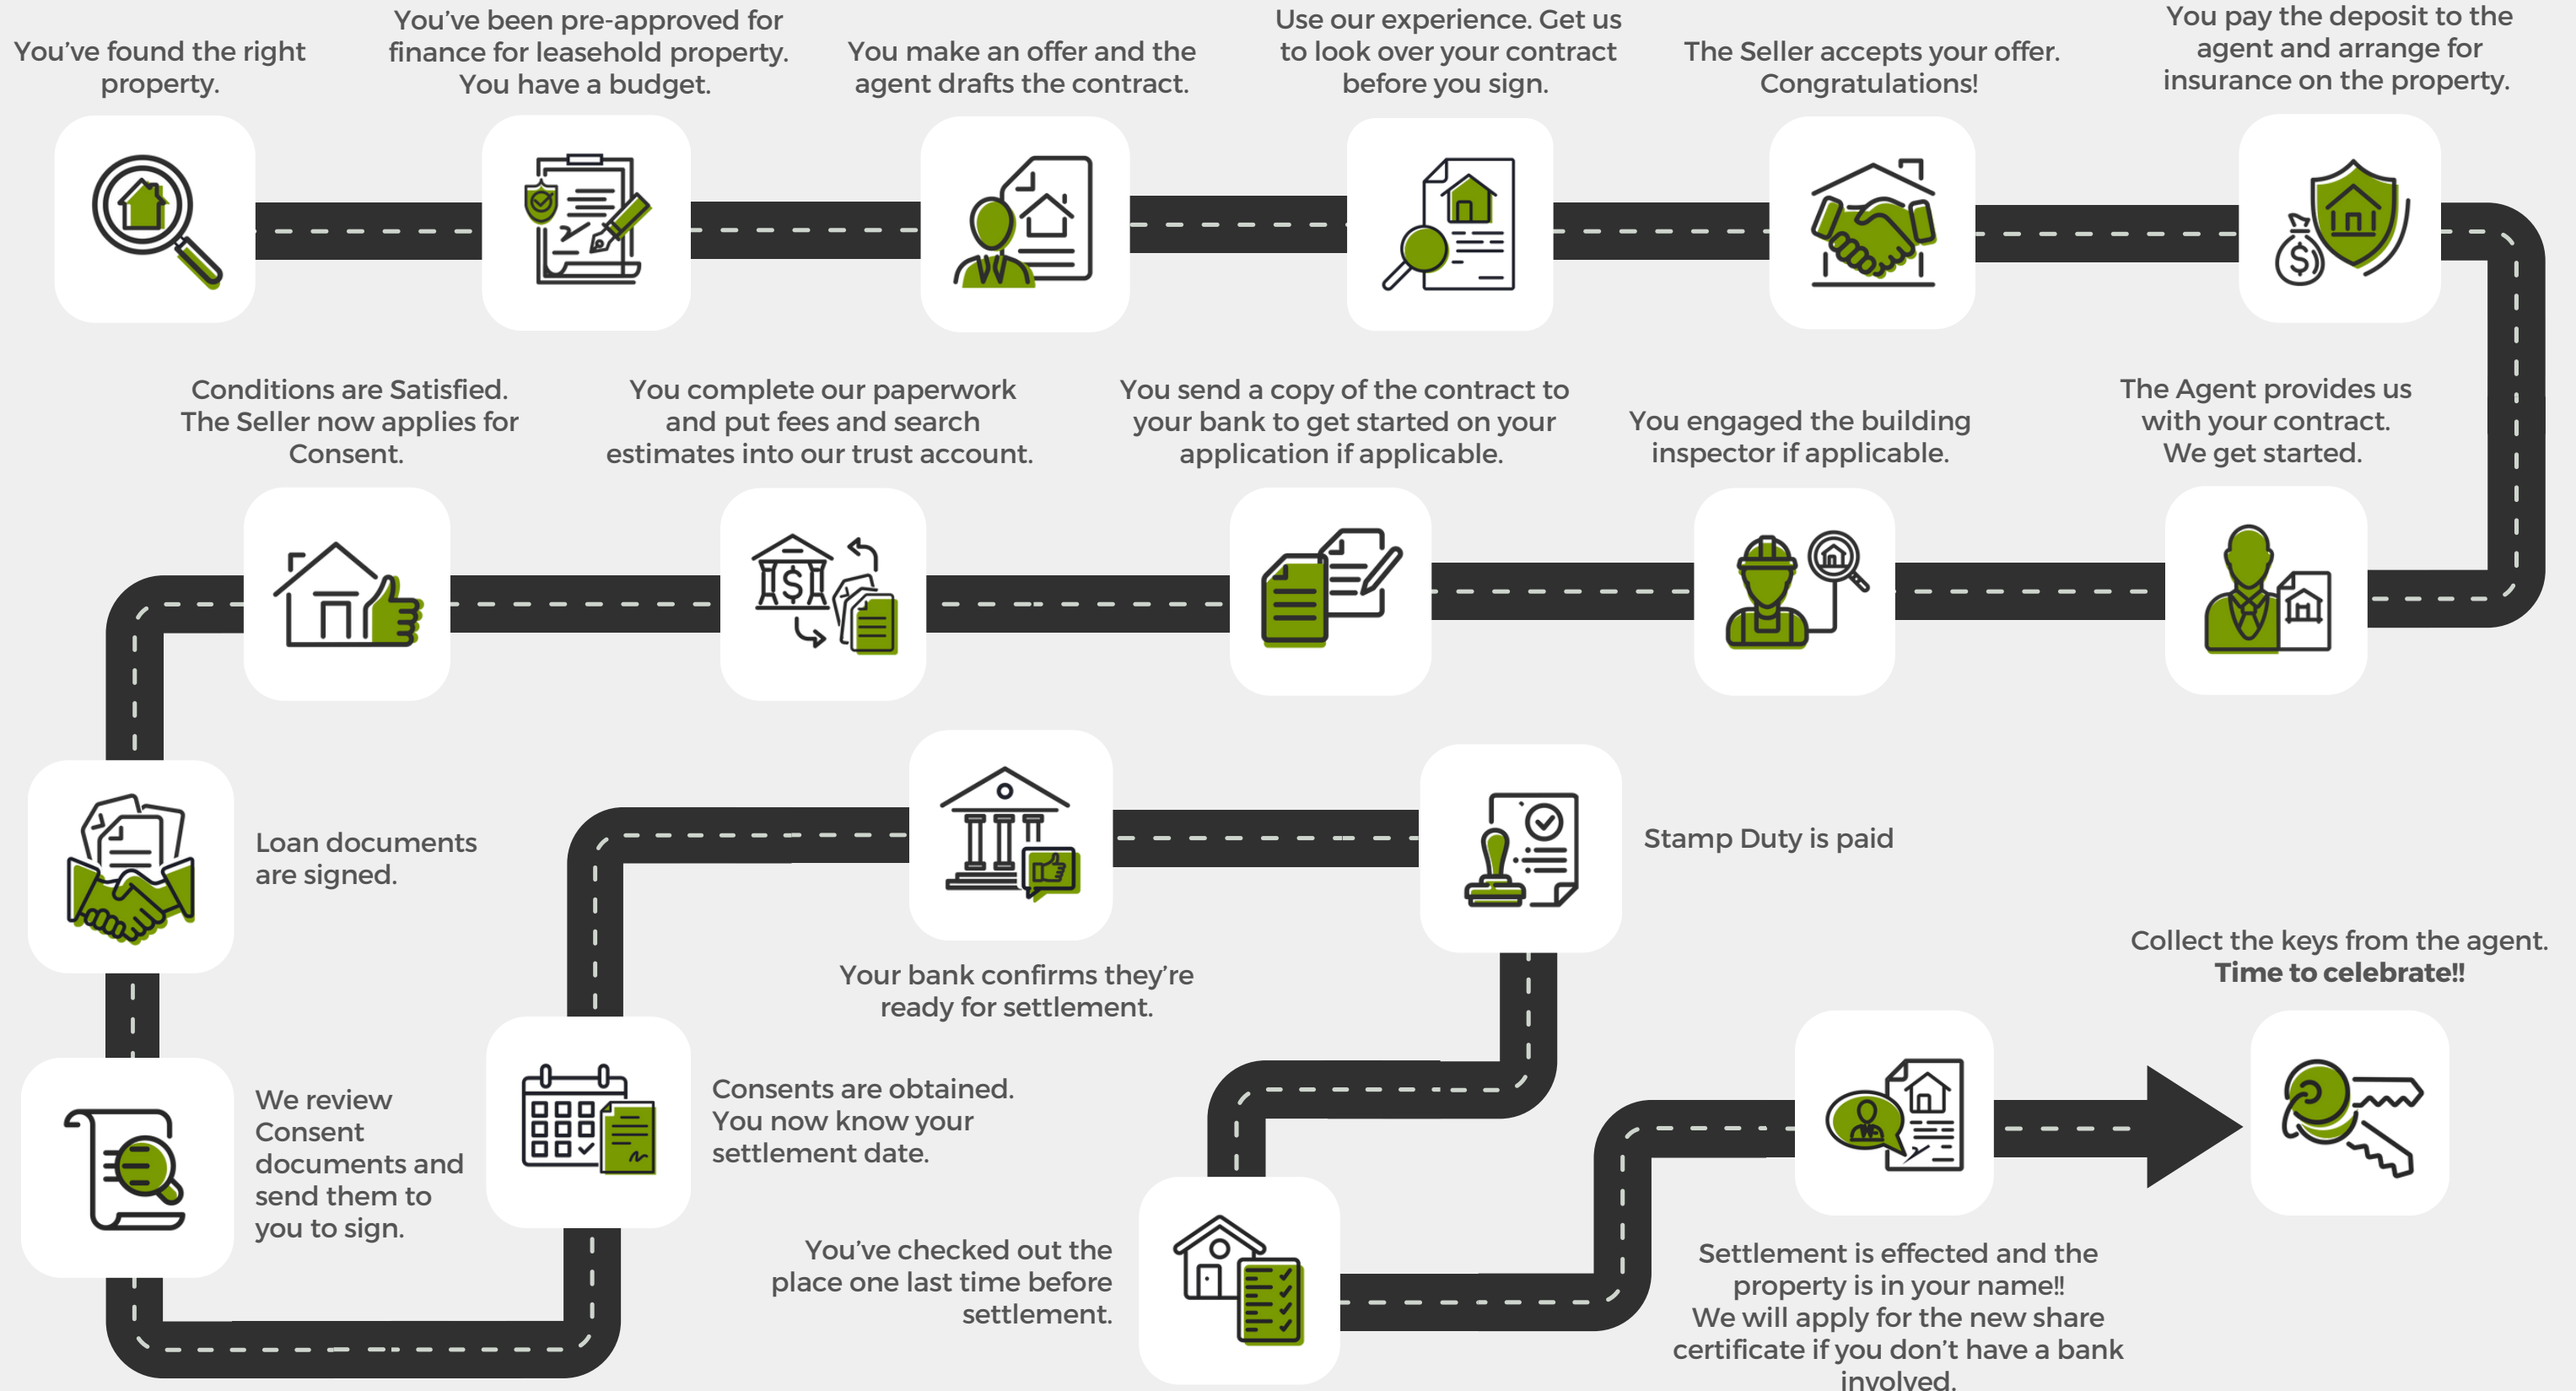 You've found the right
property.
You've been pre-approved for
finance for leasehold property.
You have a budget.
You make an offer and the
agent drafts the contract.
Use our experience. Get us
to look over your contract
before you sign.
The Seller accepts your offer.
Congratulations!
You pay the deposit to the
agent and arrange for
insurance on the property.
The Agent provides us
with your contract.
We get started.
You engaged the building
inspector if applicable.
You send a copy of the contract to
your bank to get started on your
application if applicable.
You complete our paperwork
and put fees and search
estimates into our trust account.
Conditions are Satisfied.
The Seller now applies for
Consent.
Loan documents
are signed.
We review
Consent
documents and
send them to
you to sign.
Consents are obtained.
You now know your
settlement date.
Your bank confirms they're
ready for settlement.
Stamp Duty is paid
You've checked out the
place one last time before
settlement.
Settlement is effected and the
property is in your name!!
We will apply for the new share
certificate if you don't have a bank
involved.
Collect the keys from the agent.
Time to celebrate!!